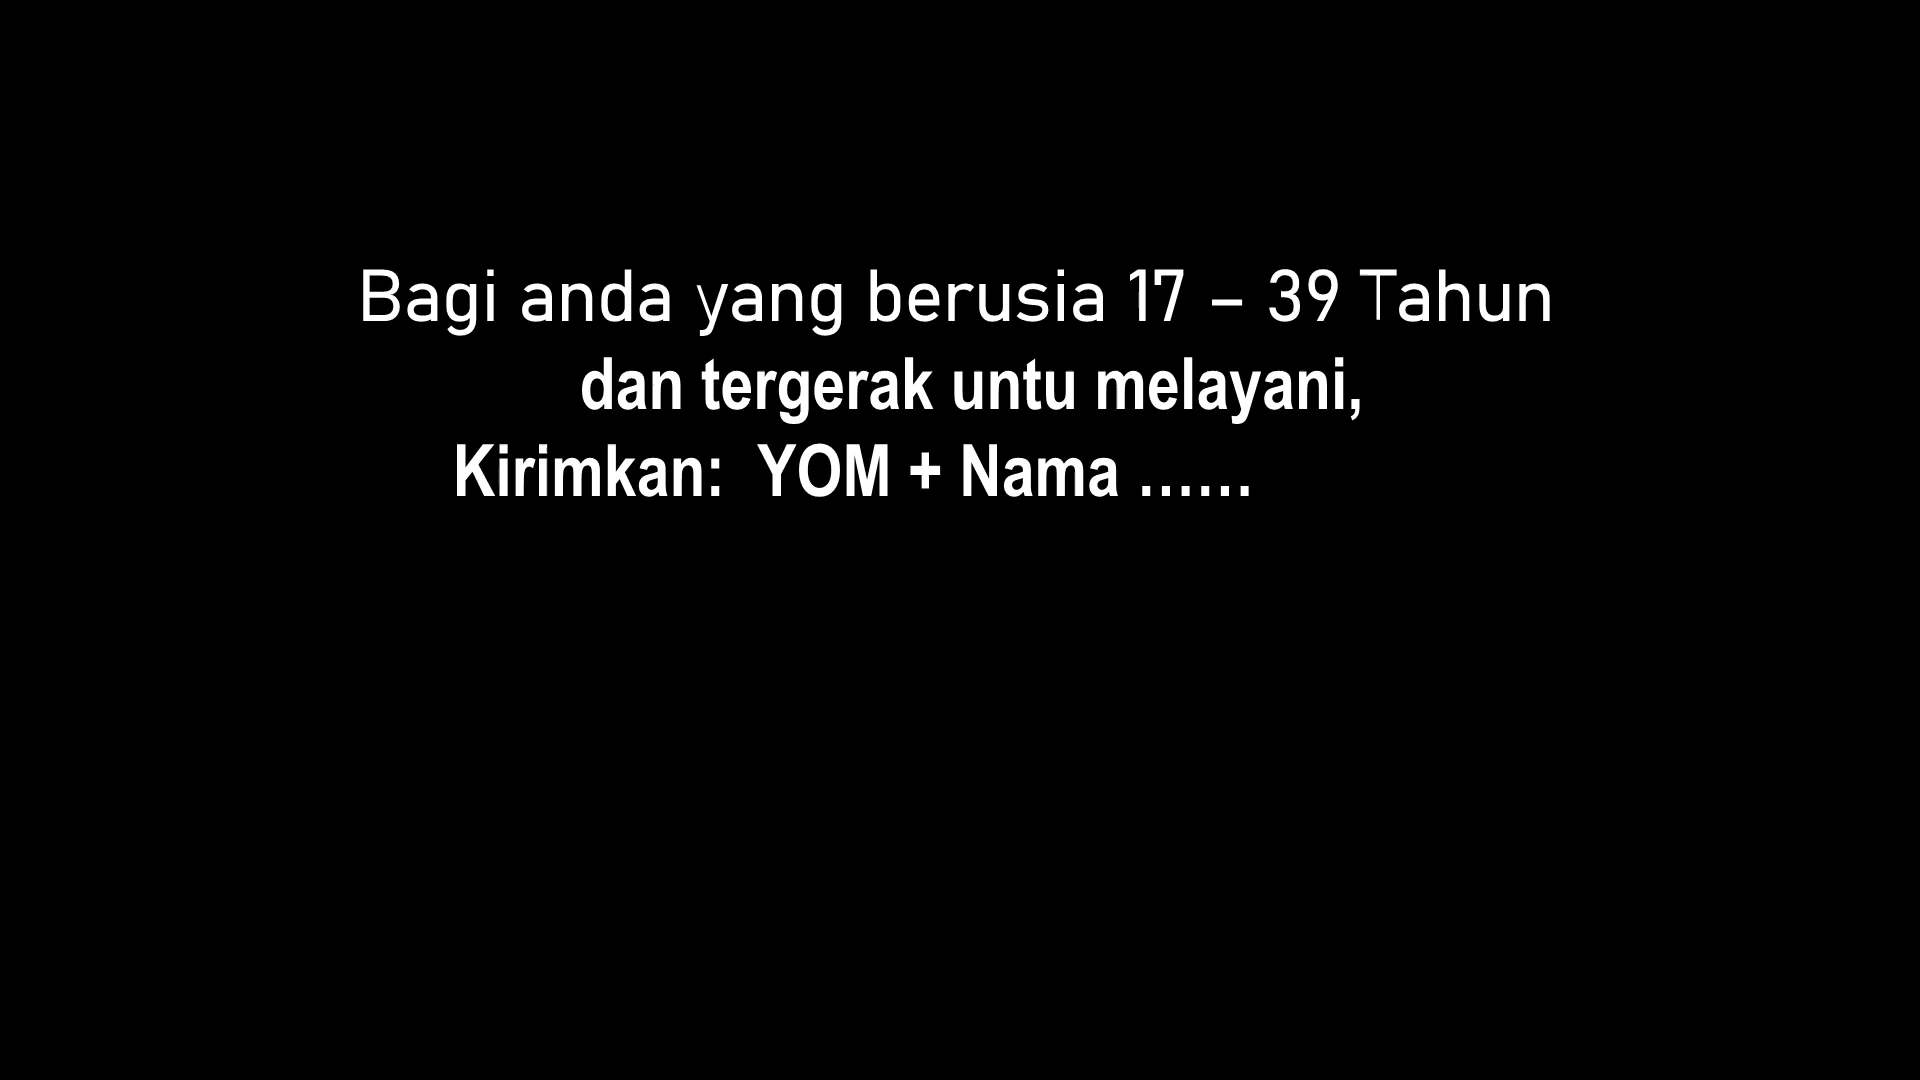 Bagi anda yang berusia 17 – 39 Tahun
dan tergerak untu melayani,
Kirimkan:  YOM + Nama ......